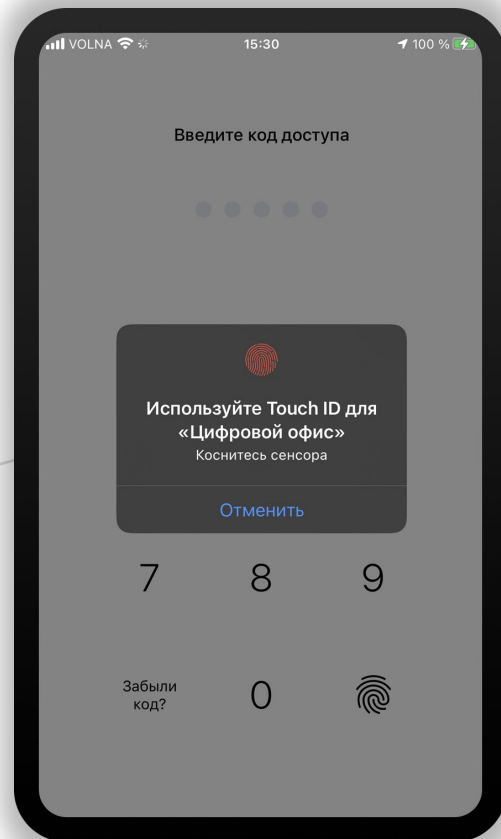 VOLNA 15:30 100 %
Введите код доступа
Используйте Touch ID для
«Цифровой офис»
Коснитесь сенсора
Отменить
7 8 9
Забыли
код? 0